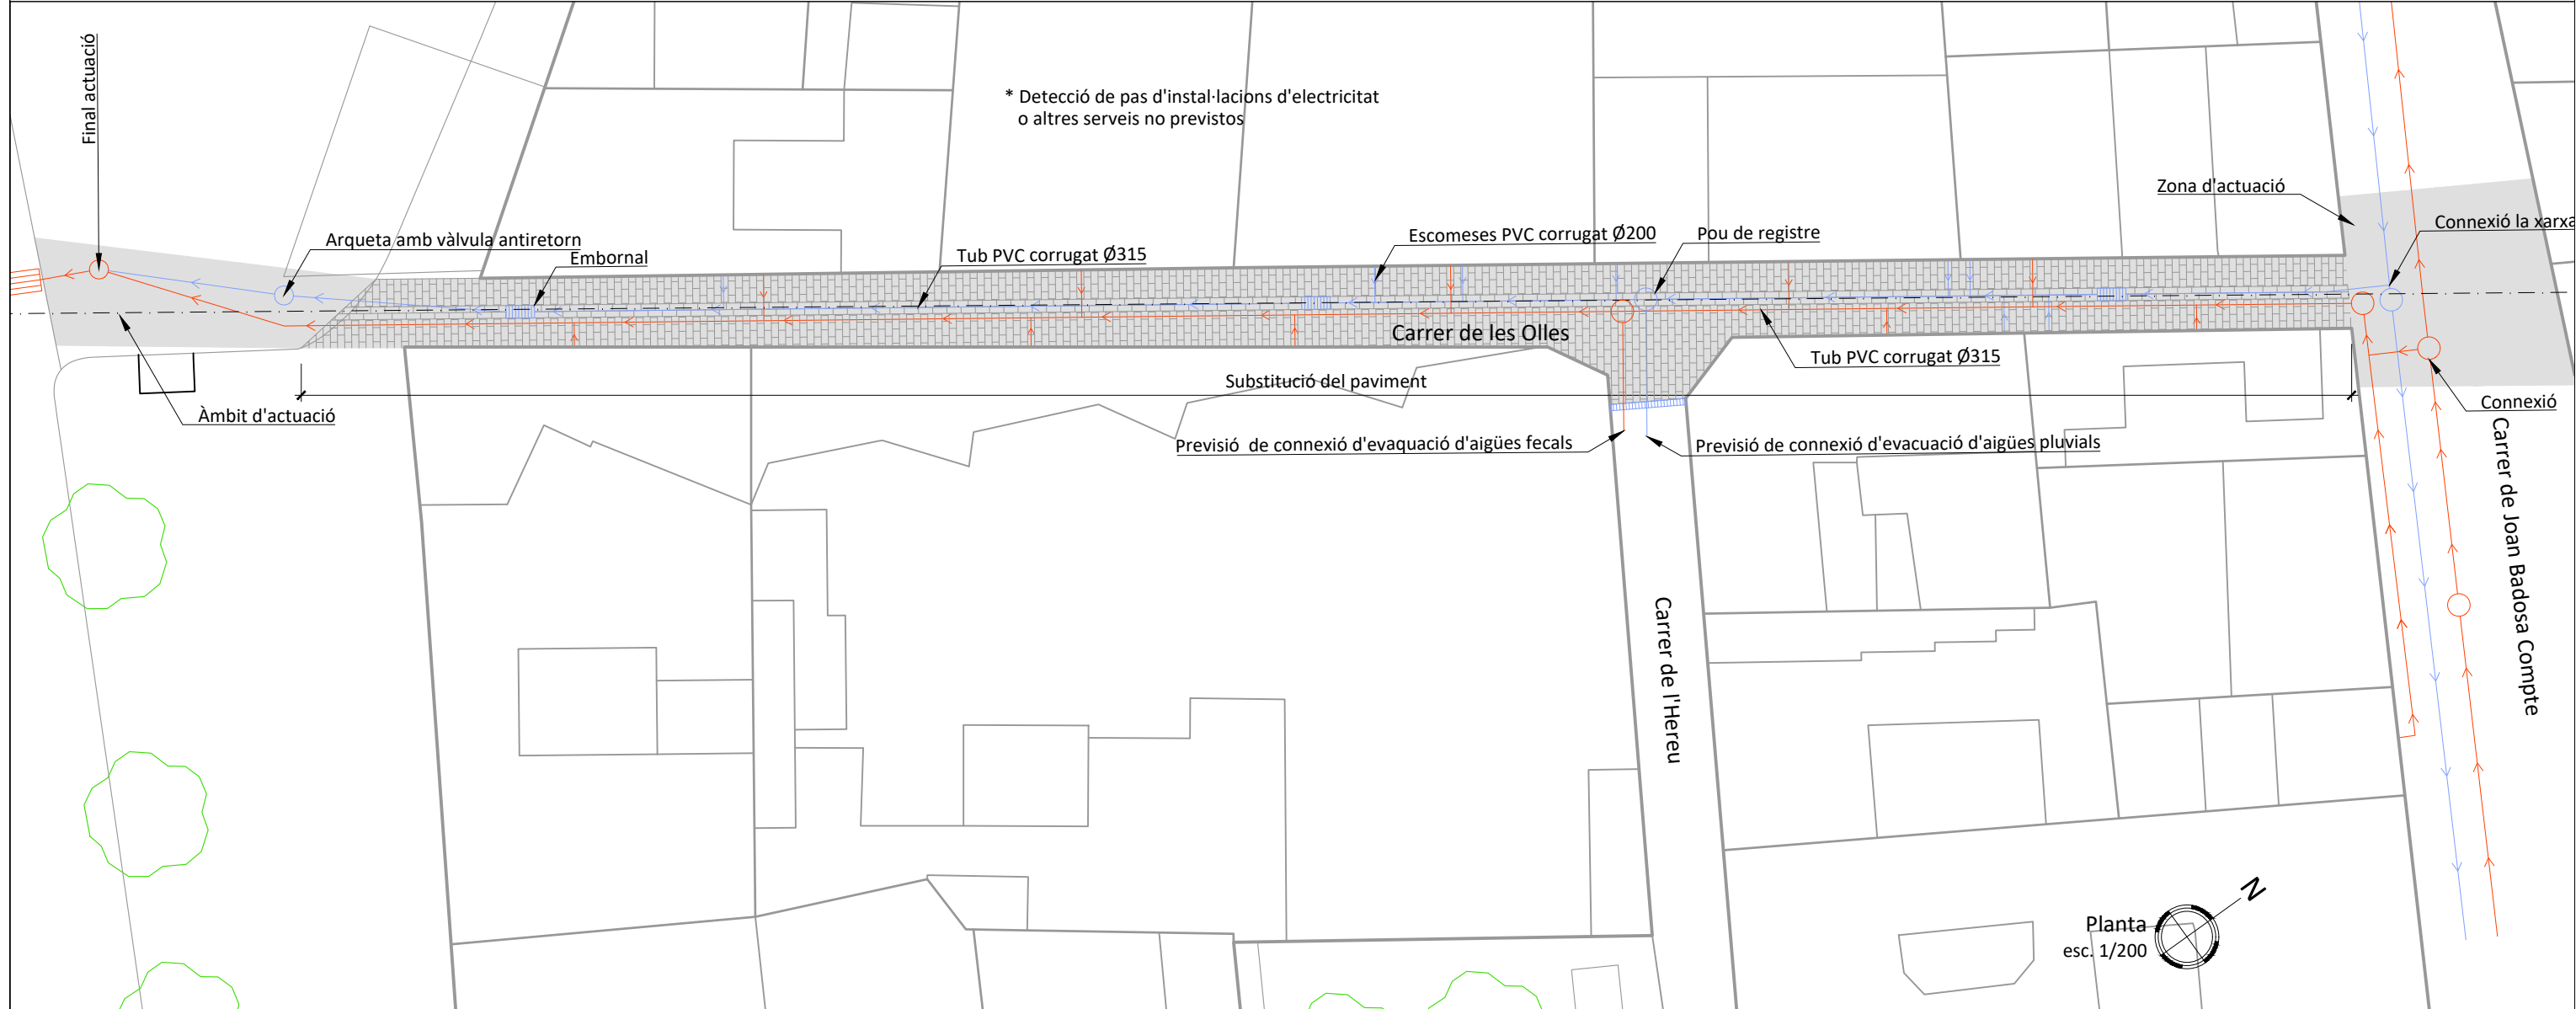 Final actuació
* Detecció de pas d'instal·lacions d'electricitat
o altres serveis no previstos
Zona d'actuació
Connexió la xarxa
Arqueta amb vàlvula antiretorn
Embornal
Tub PVC corrugat Ø315
Escomeses PVC corrugat Ø200
Pou de registre
Carrer de les Olles
Tub PVC corrugat Ø315
Substitució del paviment
Àmbit d'actuació
Connexió
Previsió  de connexió d'evaquació d'aigües fecals
Previsió de connexió d'evacuació d'aigües pluvials
Carrer de Joan Badosa Compte
Carrer de l'Hereu
N
Planta
esc. 1/200